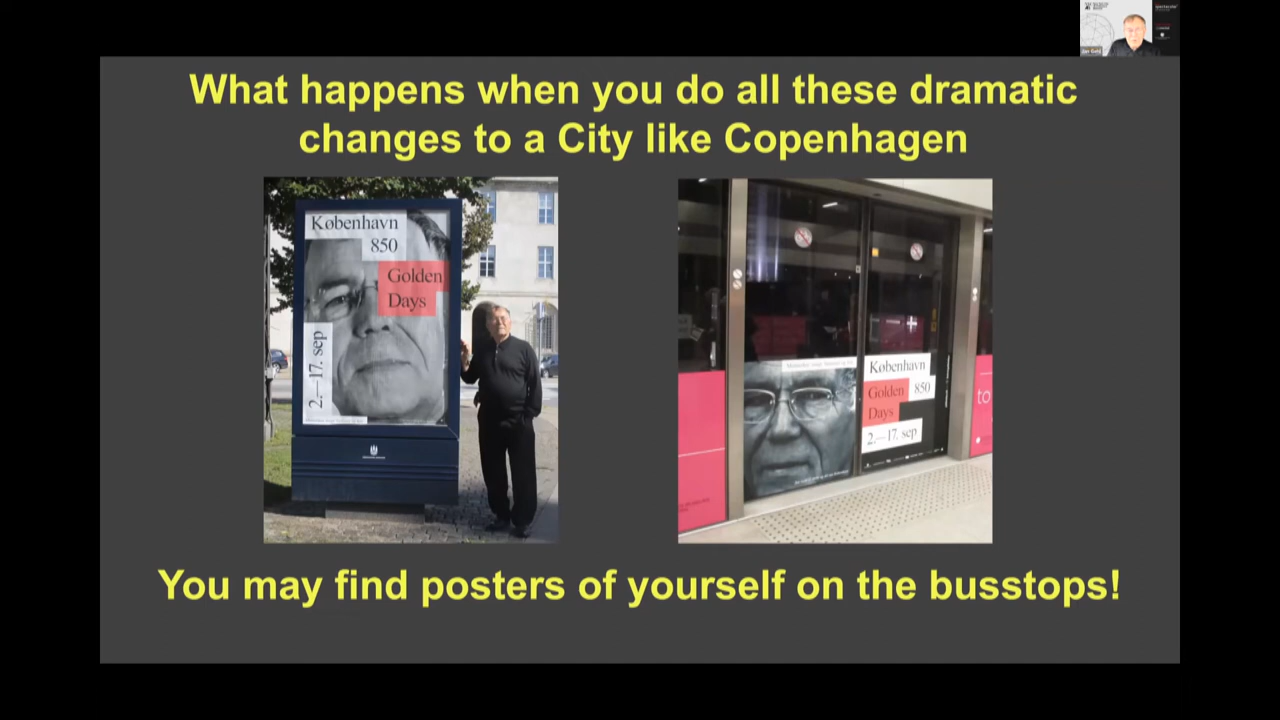 What happens when you do all these dramatic
changes to a City like Copenhagen
København
850
Golden
Days
2.—17. sep
København
850
Golden
Days
2.—17. sep
to
You may find posters of yourself on the busstops!